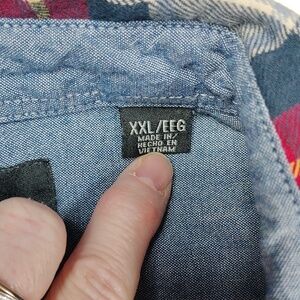 XXL/EEG
MADE IN/
HECHO EN
VIETNAM